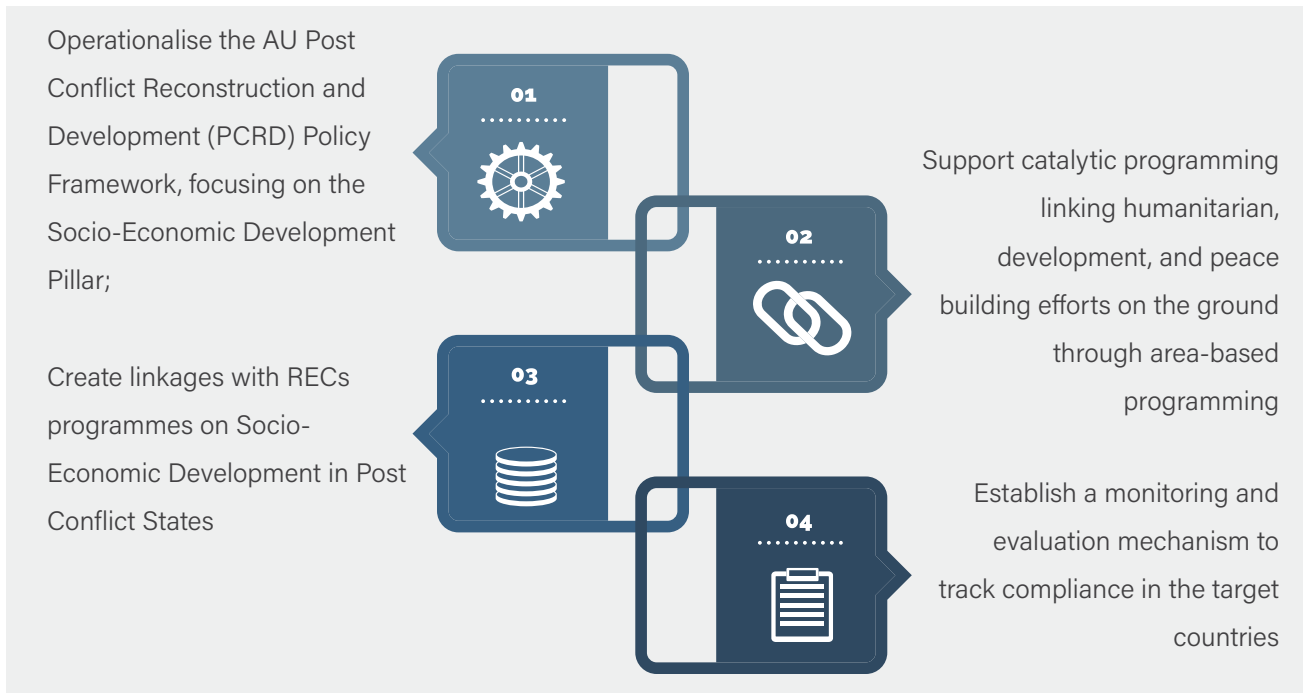 Operationalise the AU Post
Conflict Reconstruction and
Development (PCRD) Policy
Framework, focusing on the
Socio-Economic Development
Pillar;
01
02
Support catalytic programming
linking humanitarian,
development, and peace
building efforts on the ground
through area-based
programming
Create linkages with RECs
programmes on Socio-
Economic Development in Post
Conflict States
03
04
Establish a monitoring and
evaluation mechanism to
track compliance in the target
countries